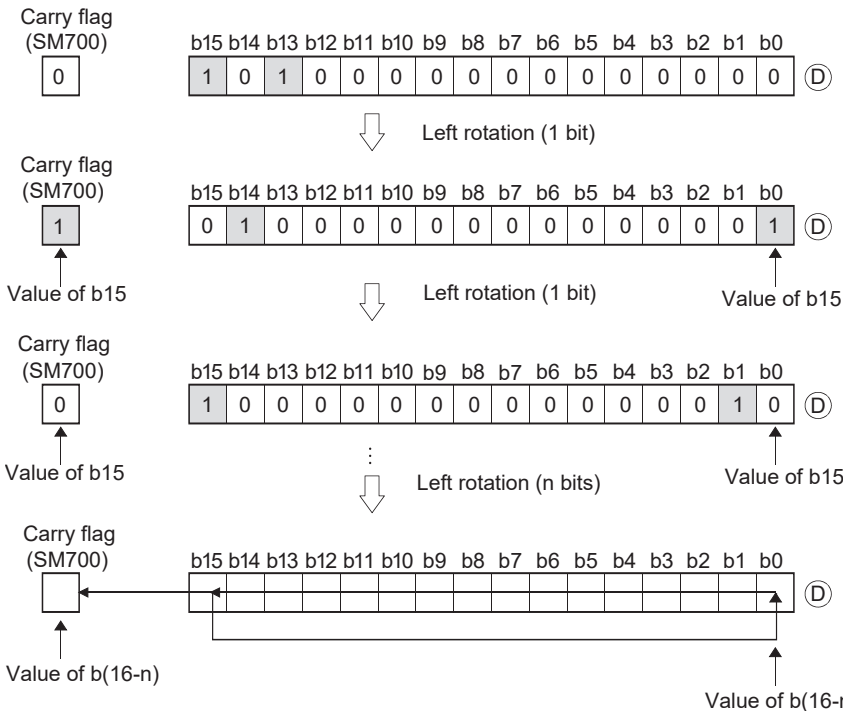 Carry flag
(SM700)
b15 b14 b13 b12 b11 b10 b9 b8 b7 b6 b5 b4 b3 b2 b1 b0
0 1 0 1 0 0 0 0 0 0 0 0 0 0 0 0 0 D
Left rotation (1 bit)
Carry flag
(SM700)
b15 b14 b13 b12 b11 b10 b9 b8 b7 b6 b5 b4 b3 b2 b1 b0
1 0 1 0 0 0 0 0 0 0 0 0 0 0 0 0 1 D
Value of b15 Left rotation (1 bit) Value of b15
Carry flag
(SM700)
b15 b14 b13 b12 b11 b10 b9 b8 b7 b6 b5 b4 b3 b2 b1 b0
0 1 0 0 0 0 0 0 0 0 0 0 0 0 0 1 0 D
Value of b15 ⋮ Value of b15
Left rotation (n bits)
Carry flag
(SM700)
b15 b14 b13 b12 b11 b10 b9 b8 b7 b6 b5 b4 b3 b2 b1 b0
D
Value of b(16-n)
Value of b(16-